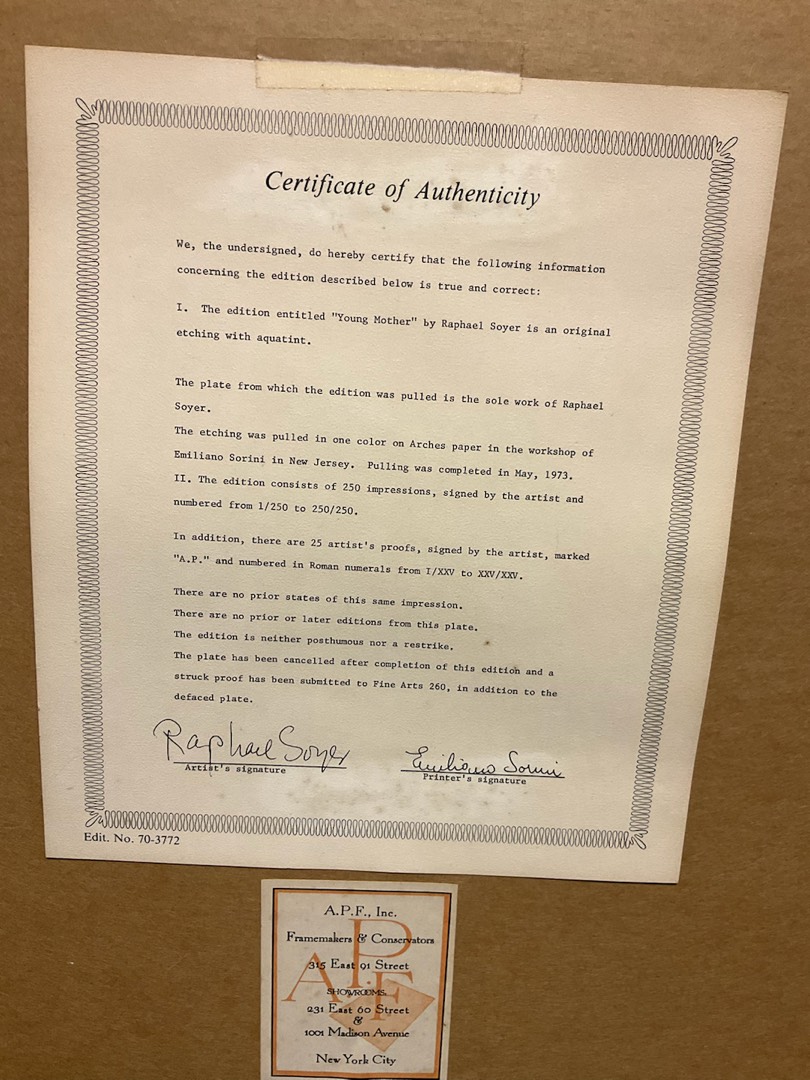 Certificate of Authenticity
We, the undersigned, do hereby certify that the following information
concerning the edition described below is true and correct:
I. The edition entitled "Young Mother" by Raphael Soyer is an original
etching with aquatint.
The plate from which the edition was pulled is the sole work of Raphael
Soyer.
The etching was pulled in one color on Arches paper in the workshop of
Emiliano Sorini in New Jersey. Pulling was completed in May, 1973.
II. The edition consists of 250 impressions, signed by the artist and
numbered from 1/250 to 250/250.
In addition, there are 25 artist's proofs, signed by the artist, marked
"A.P." and numbered in Roman numerals from I/XXV to XXV/XXV.
There are no prior states of this same impression.
There are no prior or later editions from this plate.
The edition is neither posthumous nor a restrike.
The plate has been cancelled after completion of this edition and a
struck proof has been submitted to Fine Arts 260, in addition to the
defaced plate.
Raphael Soyer
Emiliano Sorini
Artist's signature
Printer's signature
Edit. No. 70-3772
A.P.F., Inc.
Framemakers & Conservators
315 East 91 Street
SHOWROOMS:
231 East 60 Street
&
1001 Madison Avenue
New York City
APF